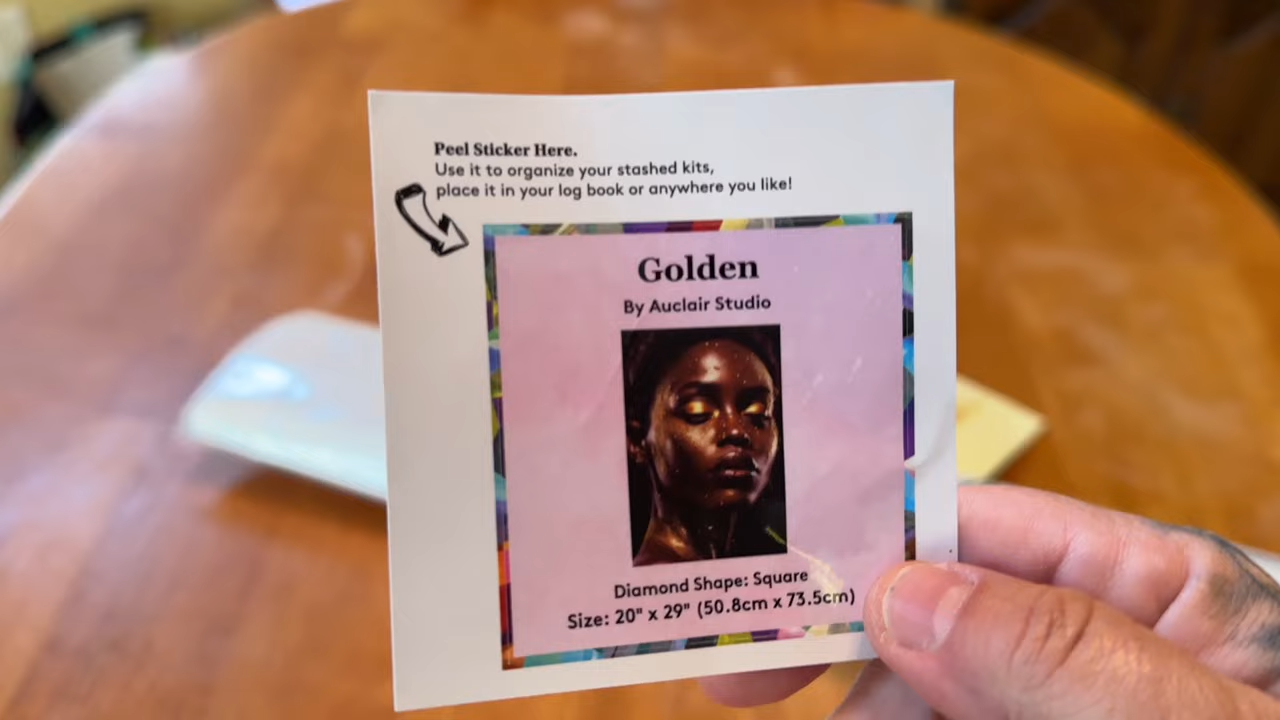 Peel Sticker Here.
Use it to organize your stashed kits,
place it in your log book or anywhere you like!
Golden
By Auclair Studio
Diamond Shape: Square
Size: 20" x 29" (50.8cm x 73.5cm)